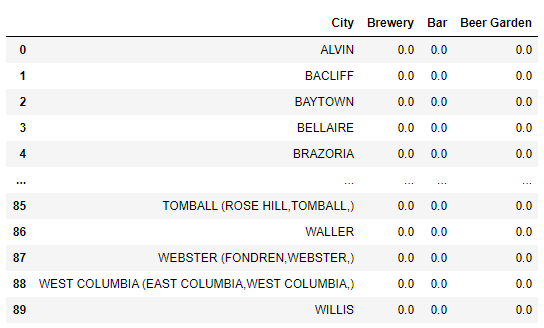 City Brewery Bar Beer Garden
0 ALVIN 0.0 0.0 0.0
1 BACLIFF 0.0 0.0 0.0
2 BAYTOWN 0.0 0.0 0.0
3 BELLAIRE 0.0 0.0 0.0
4 BRAZORIA 0.0 0.0 0.0
... ... ... ... ...
85 TOMBALL (ROSE HILL,TOMBALL,) 0.0 0.0 0.0
86 WALLER 0.0 0.0 0.0
87 WEBSTER (FONDREN,WEBSTER,) 0.0 0.0 0.0
88 WEST COLUMBIA (EAST COLUMBIA,WEST COLUMBIA,) 0.0 0.0 0.0
89 WILLIS 0.0 0.0 0.0